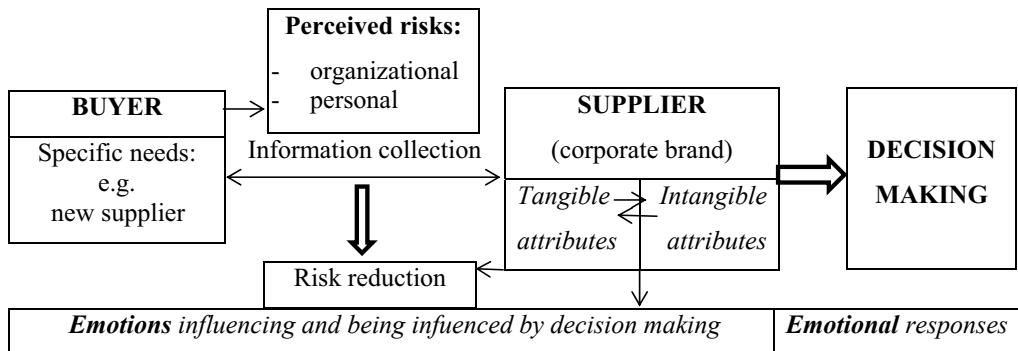 Perceived risks:
- organizational
- personal
BUYER
Specific needs:
e.g.
new supplier
Information collection
SUPPLIER
(corporate brand)
Tangible
attributes
Intangible
attributes
DECISION
MAKING
Risk reduction
Emotions influencing and being infuenced by decision making
Emotional responses